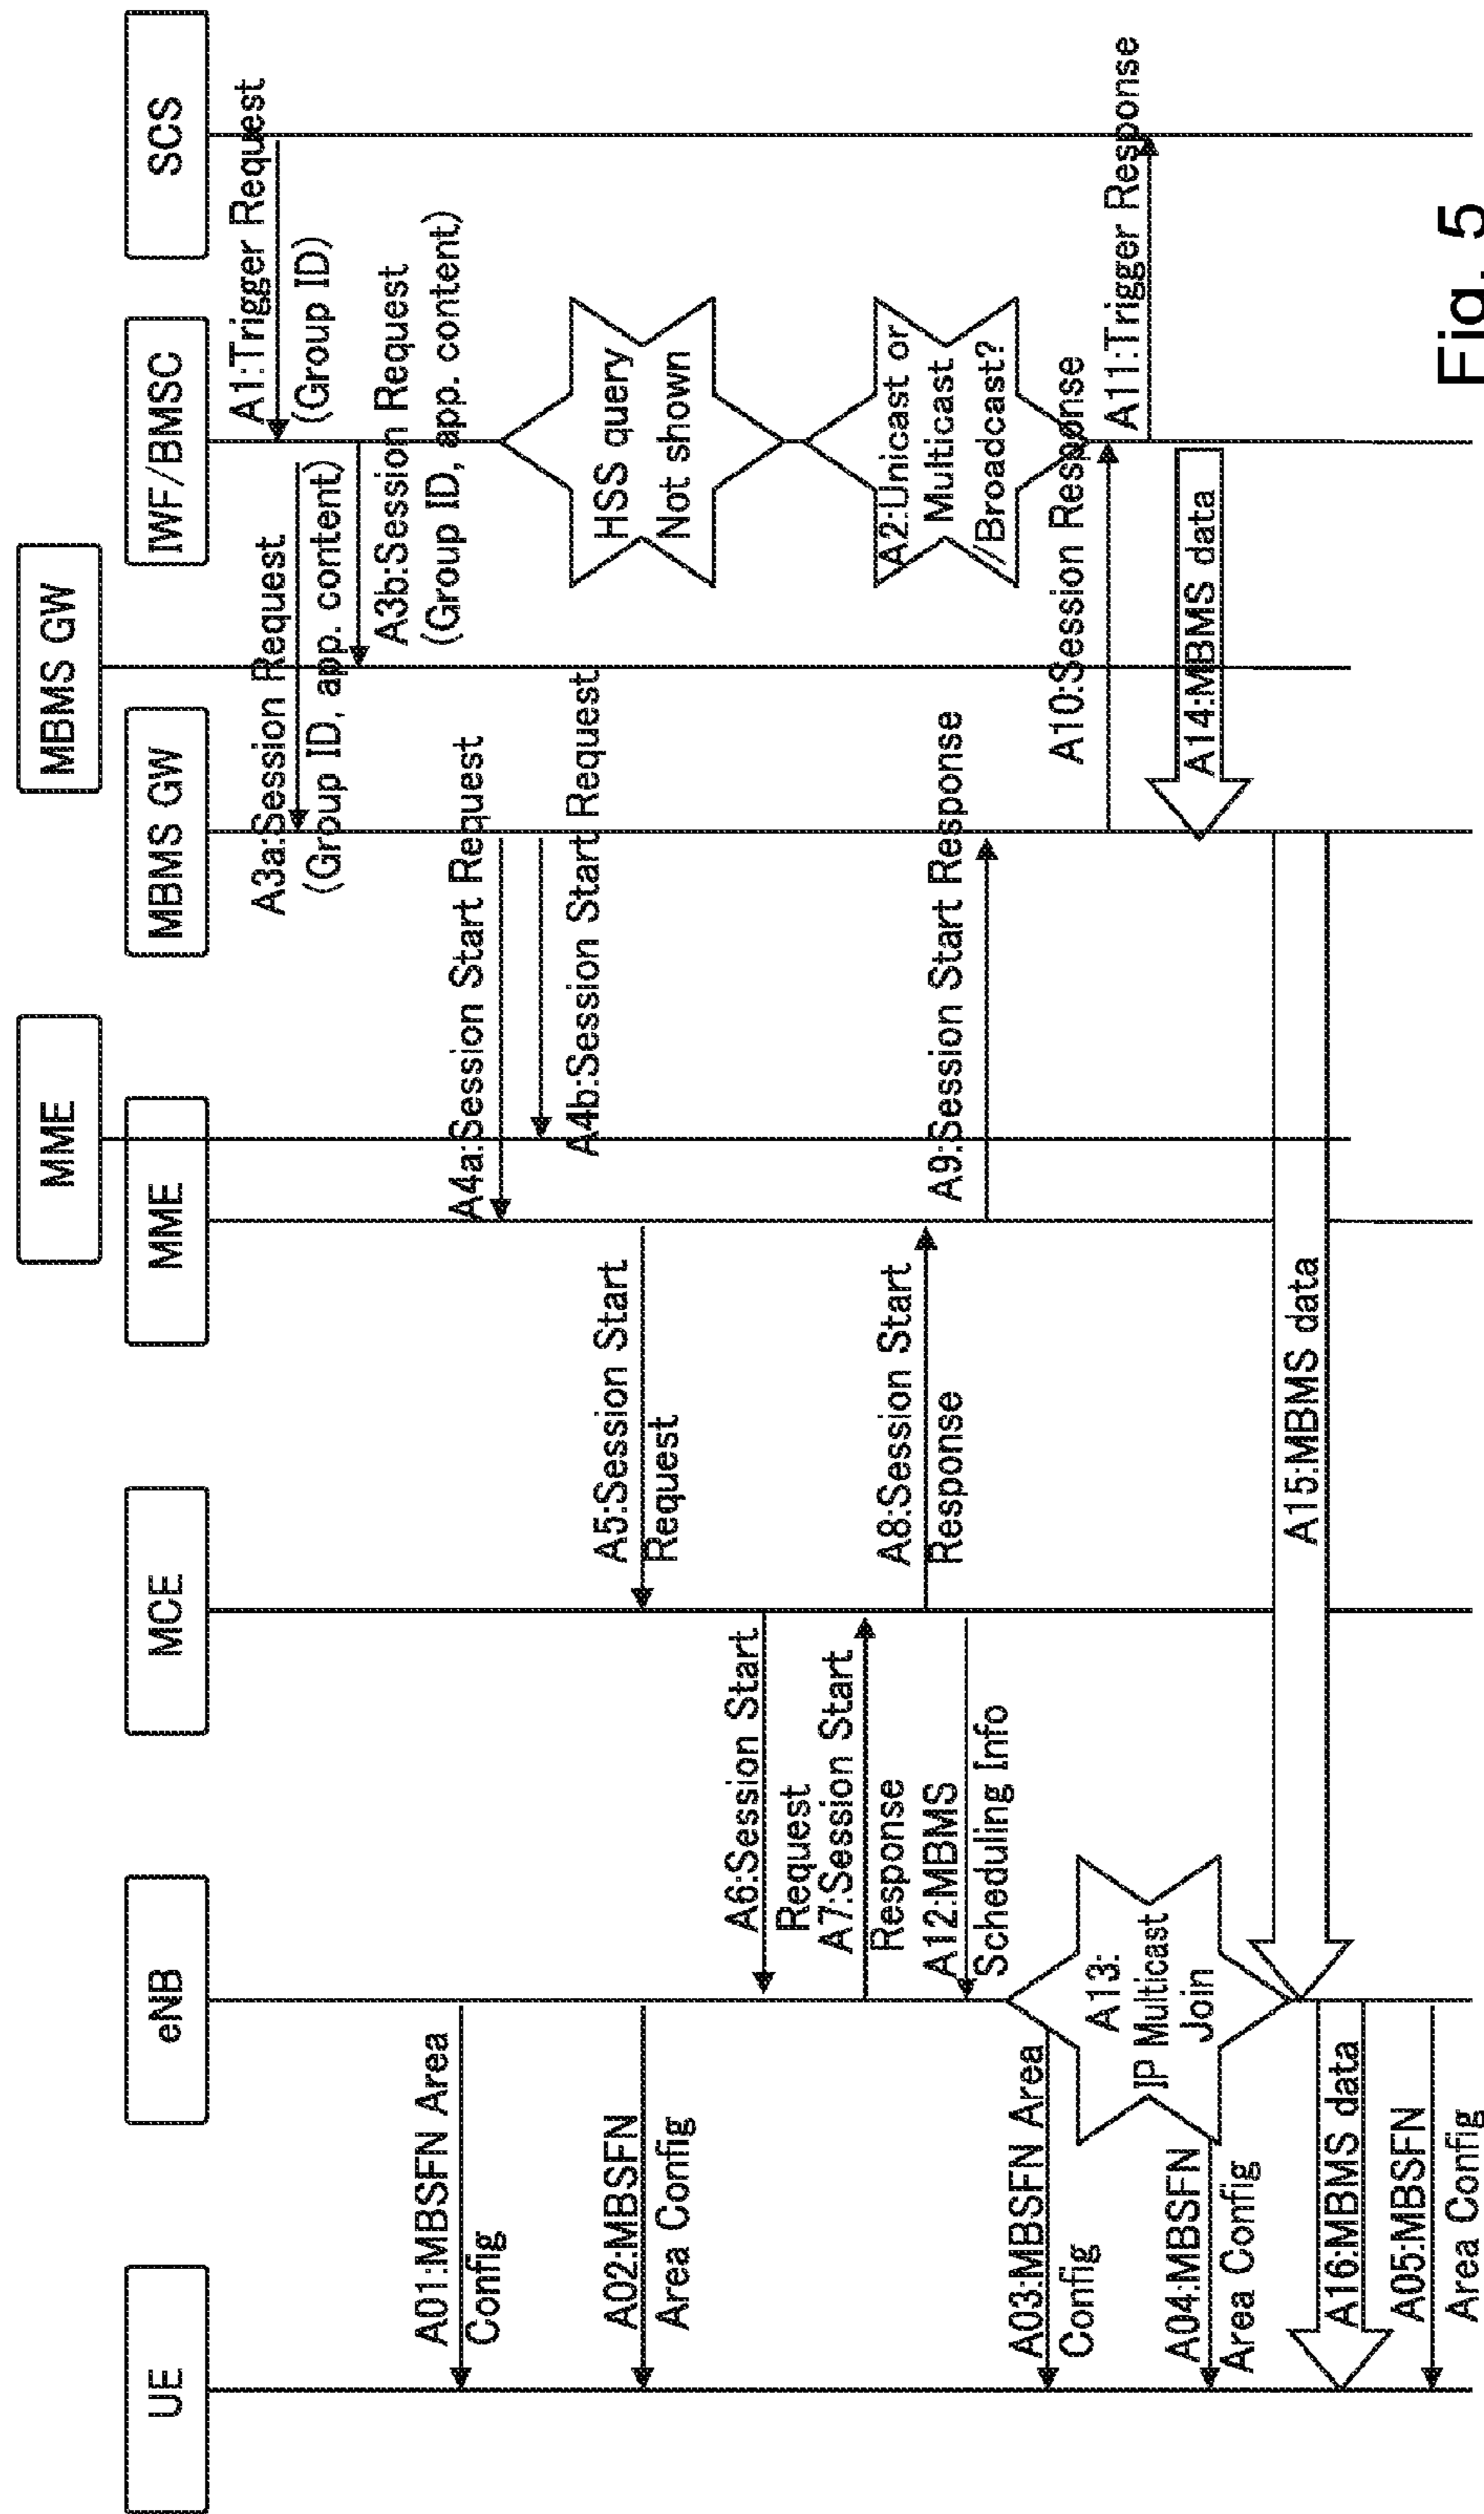 MME
MBMS GW
UE
eNB
MCE
MME
MBMS GW
IWF/BMSC
SCS
A1:Trigger Request
(Group ID)
A3a:Session Request
(Group ID, app. content)
A3b:Session Request
(Group ID, app. content)
A01:MBSFN Area
Config
A4a:Session Start Request
A4b:Session Start Request
HSS query
Not shown
A02:MBSFN
Area Config
A5:Session Start
Request
A6:Session Start
Request
A7:Session Start
Response
A8:Session Start
Response
A2:Unicast or
Multicast
/Broadcast?
A12:MBMS
Scheduling Info
A9:Session Start Response
A03:MBSFN Area
Config
A13:
IP Multicast
Join
A10:Session Response
A11:Trigger Response
A04:MBSFN
Area Config
A14:MBMS data
A15:MBMS data
A16:MBMS data
A05:MBSFN
Area Config
Fig. 5